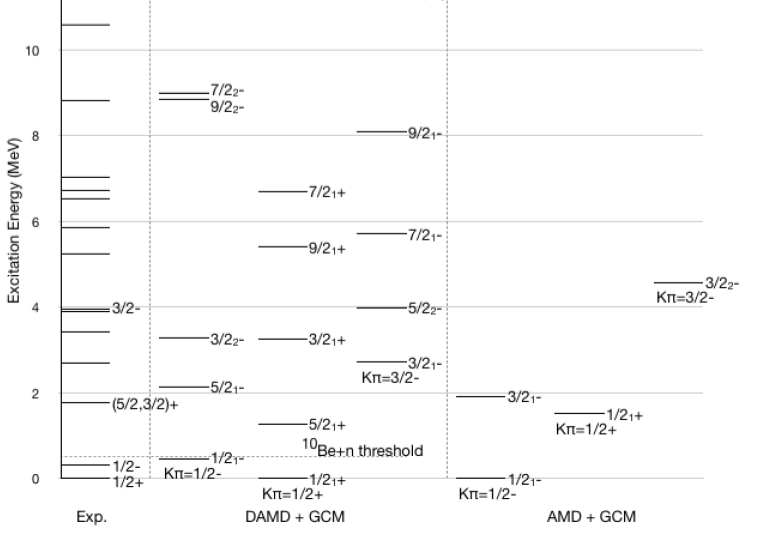 10
7/2₂-
9/2₂-
8
9/2₁-
7/2₁+
6
7/2₁-
9/2₁+
3/2₂-
Kπ=3/2-
4
3/2-
5/2₂-
3/2₂-
3/2₁+
3/2₁-
Kπ=3/2-
5/2₁-
2
3/2₁-
(5/2,3/2)+
1/2₁+
Kπ=1/2+
5/2₁+
¹⁰Be+n threshold
1/2-
1/2₁-
Kπ=1/2-
0
1/2+
1/2₁+
Kπ=1/2+
1/2₁-
Kπ=1/2-
Excitation Energy (MeV)
Exp.
DAMD + GCM
AMD + GCM